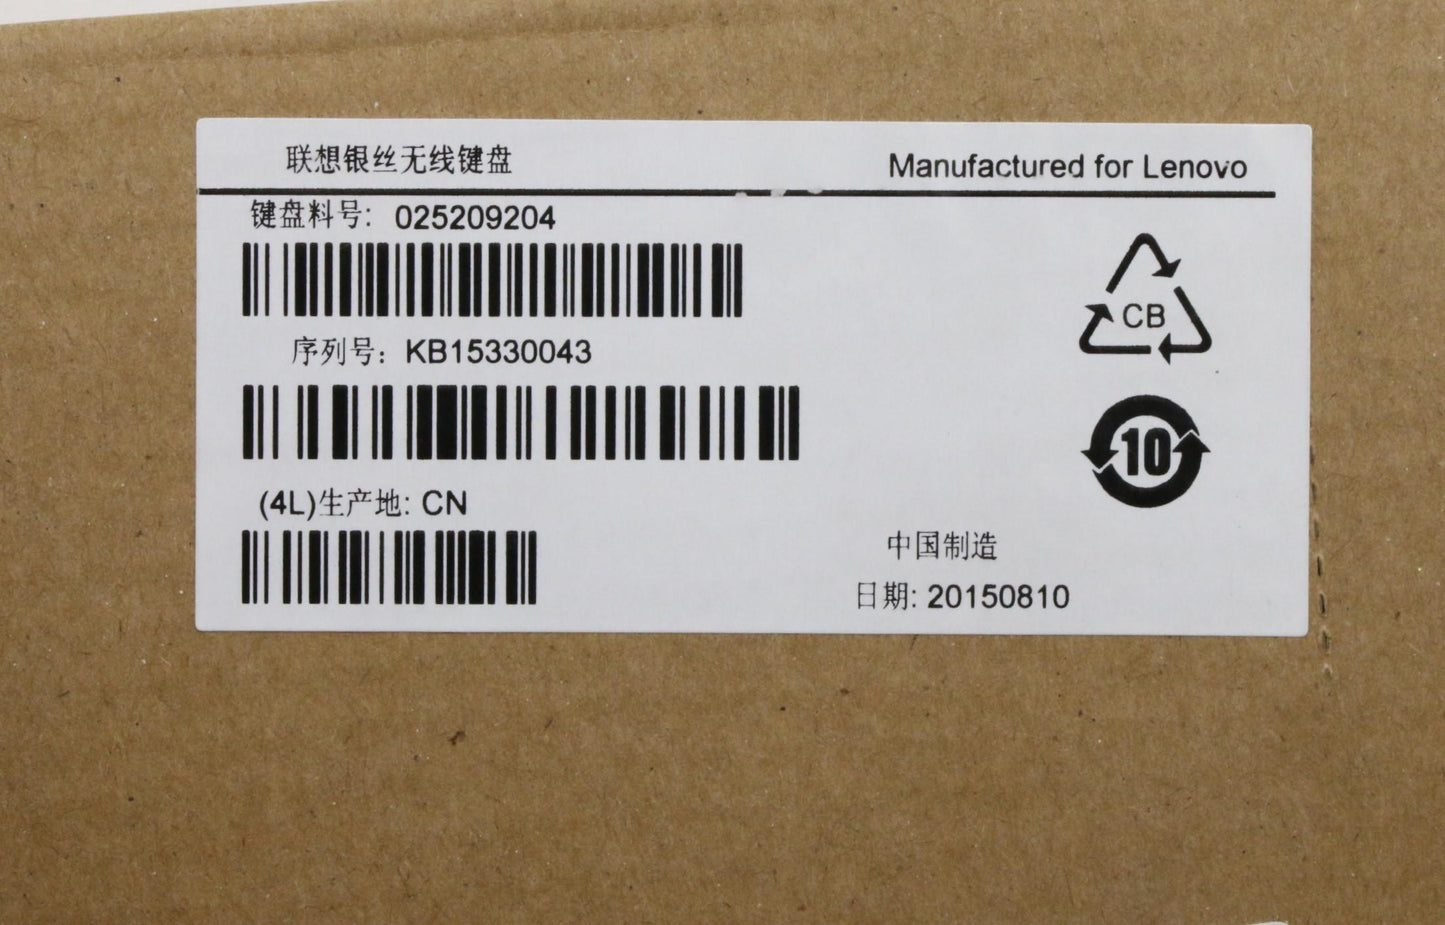 联想银丝无线键盘
Manufactured for Lenovo
键盘料号: 025209204
序列号: KB15330043
(4L)生产地: CN
CB
10
中国制造
日期: 20150810